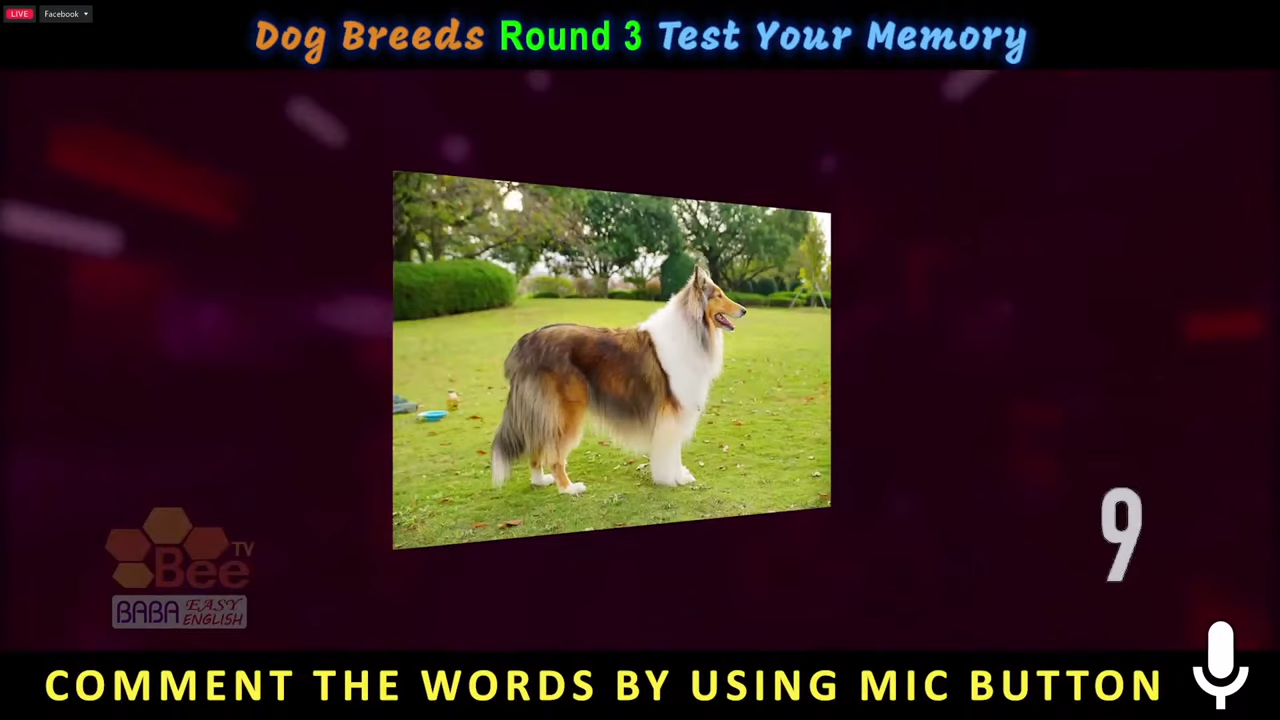 LIVE
Facebook
Dog Breeds Round 3 Test Your Memory
9
Bee TV
BABA EASY ENGLISH
COMMENT THE WORDS BY USING MIC BUTTON